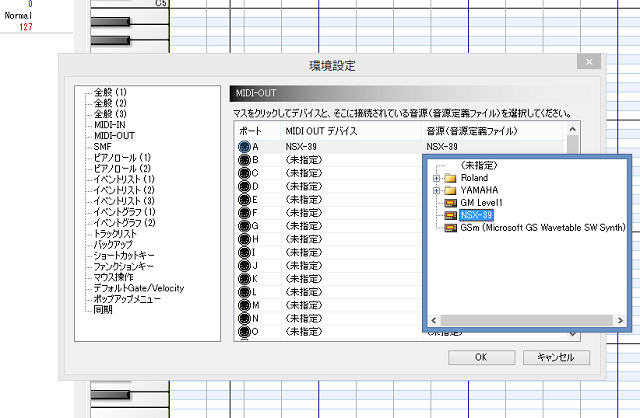 0
C5
Normal
127
環境設定
全般 (1)
全般 (2)
全般 (3)
MIDI-IN
MIDI-OUT
SMF
ピアノロール (1)
ピアノロール (2)
イベントリスト (1)
イベントリスト (2)
イベントリスト (3)
イベントグラフ (1)
イベントグラフ (2)
トラックリスト
バックアップ
ショートカットキー
ファンクションキー
マウス操作
デフォルトGate/Velocity
ポップアップメニュー
同期
MIDI-OUT
マスをクリックしてデバイスと、そこに接続されている音源(音源定義ファイル)を選択してください。
ポート MIDI OUT デバイス 音源(音源定義ファイル)
A NSX-39 NSX-39
B (未指定)
C (未指定)
D (未指定)
E (未指定)
F (未指定)
G (未指定)
H (未指定)
I (未指定)
J (未指定)
K (未指定)
L (未指定)
M (未指定)
N (未指定)
O (未指定) (未指定)
(未指定)
Roland
YAMAHA
GM Level1
NSX-39
GSm (Microsoft GS Wavetable SW Synth)
OK キャンセル